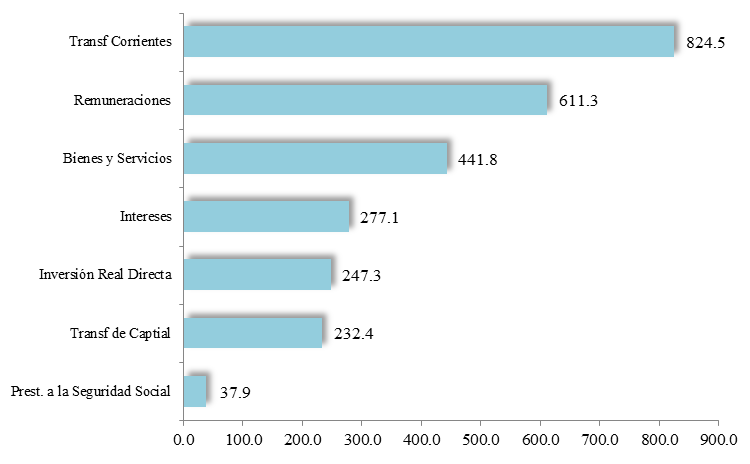 Transf Corrientes
824.5
Remuneraciones
611.3
Bienes y Servicios
441.8
Intereses
277.1
Inversión Real Directa
247.3
Transf de Captial
232.4
Prest. a la Seguridad Social
37.9
0.0 100.0 200.0 300.0 400.0 500.0 600.0 700.0 800.0 900.0